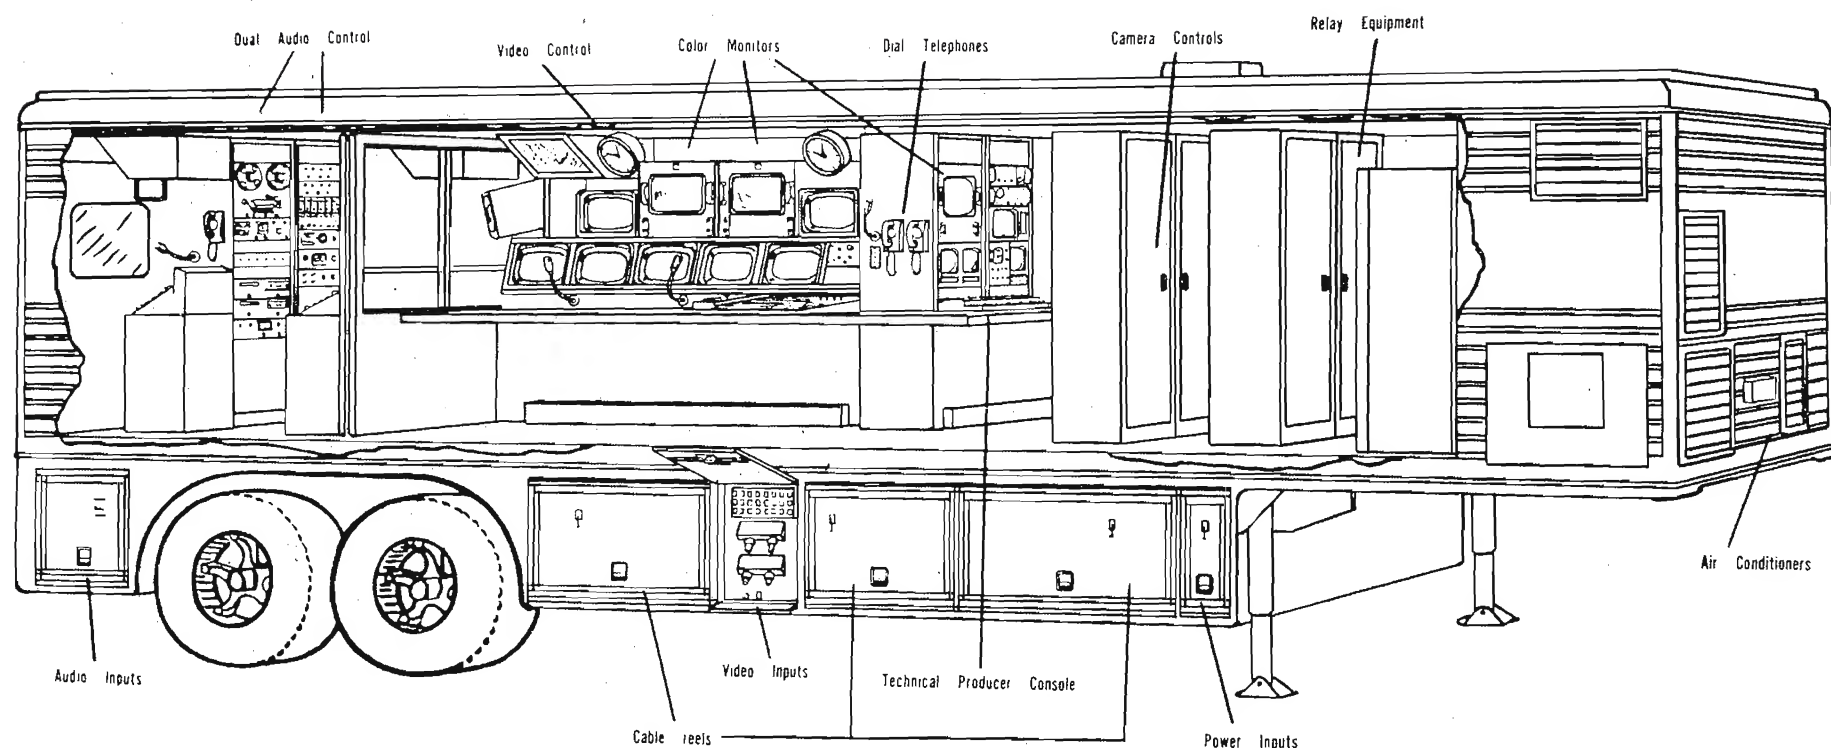 Dual Audio Control
Video Control
Color Monitors
Dial Telephones
Camera Controls
Relay Equipment
Air Conditioners
Audio Inputs
Video Inputs
Technical Producer Console
Cable reels
Power Inputs